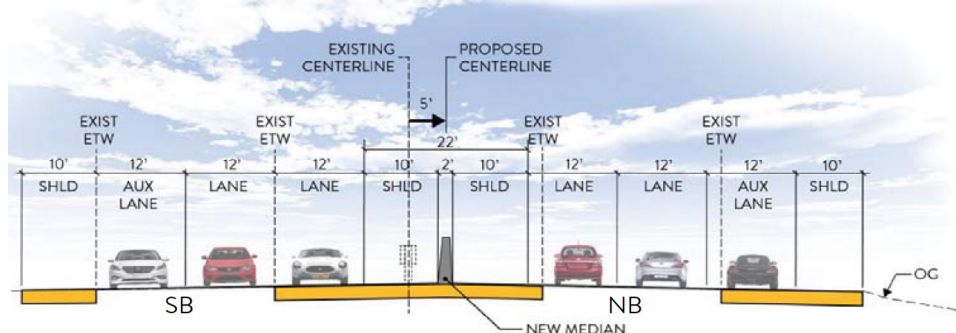 EXISTING
CENTERLINE
PROPOSED
CENTERLINE
5'
EXIST
ETW
EXIST
ETW
EXIST
ETW
EXIST
ETW
22'
10' 12' 12' 12' 10' 2' 10' 12' 12' 12' 10'
SHLD AUX LANE LANE SHLD SHLD LANE LANE AUX SHLD
LANE LANE
OG
SB NB
NEW MEDIAN